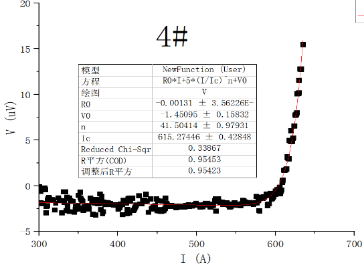 20
15
10
5
0
-5
V (uV)
4#
模型 NewFunction (User)
方程 R0*I+5*(I/Ic)^n+V0
绘图 V
R0 -0.00131 ± 3.56226E-
V0 -1.45095 ± 0.15832
n 41.50414 ± 0.97931
Ic 615.27446 ± 0.42848
Reduced Chi-Sqr 0.33867
R平方(COD) 0.95453
调整后R平方 0.95423
300 400 500 600 700
I (A)